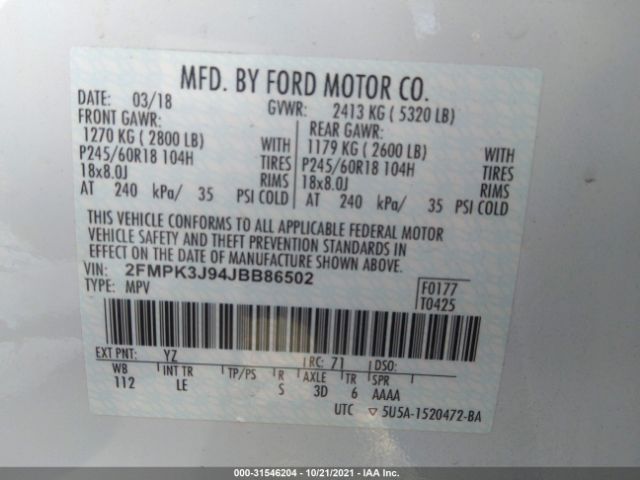 MFD. BY FORD MOTOR CO.
DATE: 03/18 GVWR: 2413 KG ( 5320 LB)
FRONT GAWR: REAR GAWR:
1270 KG ( 2800 LB) WITH 1179 KG ( 2600 LB) WITH
P245/60R18 104H TIRES P245/60R18 104H TIRES
18x8.0J RIMS 18x8.0J RIMS
AT 240 kPa/ 35 PSI COLD AT 240 kPa/ 35 PSI COLD
THIS VEHICLE CONFORMS TO ALL APPLICABLE FEDERAL MOTOR
VEHICLE SAFETY AND THEFT PREVENTION STANDARDS IN
EFFECT ON THE DATE OF MANUFACTURE SHOWN ABOVE.
VIN: 2FMPK3J94JBB86502 F0177
TYPE: MPV T0425
EXT PNT: YZ RC: 71 DSO:
WB INT TR TP/PS R AXLE TR SPR
112 LE S 3D 6 AAAA
UTC ▽ 5U5A-1520472-BA
000-31546204 - 10/21/2021 - IAA Inc.